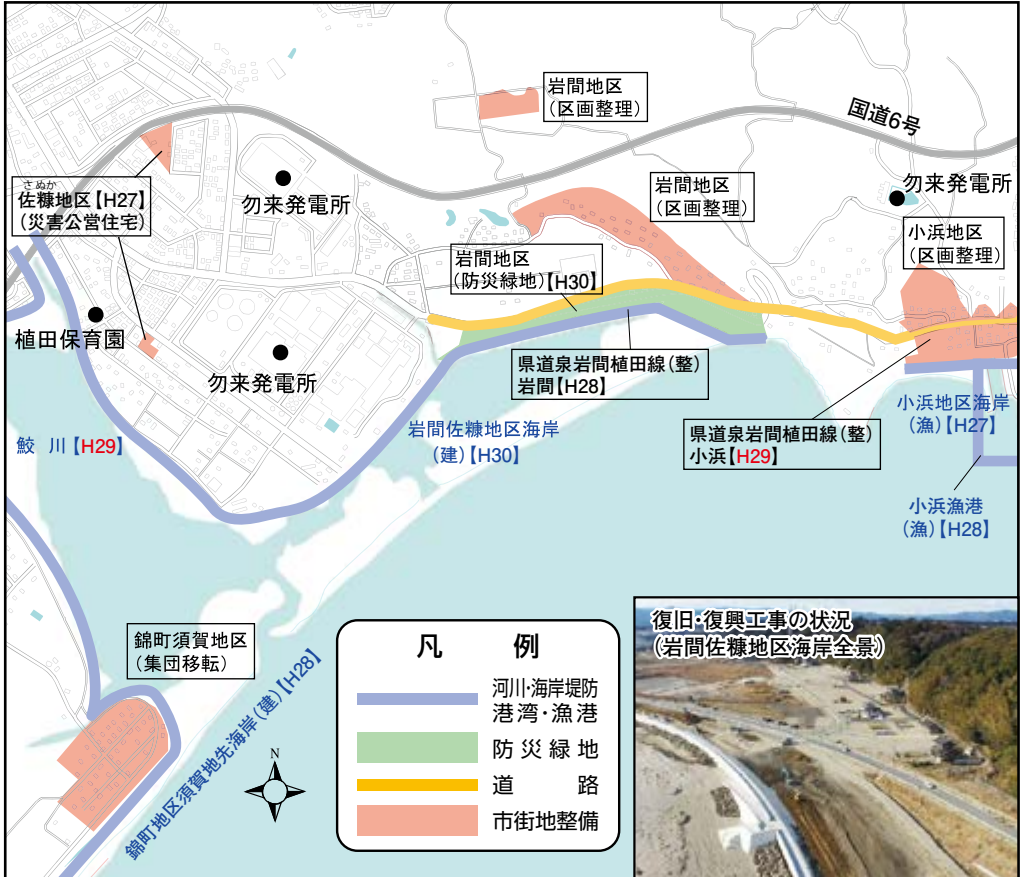 岩間地区
(区画整理)
国道6号
さぬか
佐糠地区【H27】
(災害公営住宅)
勿来発電所
岩間地区
(区画整理)
勿来発電所
小浜地区
(区画整理)
岩間地区
(防災緑地)【H30】
植田保育園
勿来発電所
県道泉岩間植田線(整)
岩間【H28】
鮫 川【H29】
岩間佐糠地区海岸
(建)【H30】
県道泉岩間植田線(整)
小浜【H29】
小浜地区海岸
(漁)【H27】
小浜漁港
(漁)【H28】
錦町須賀地区
(集団移転)
錦町地区須賀地先海岸(建)【H28】
N
凡 例
河川・海岸堤防
港湾・漁港
防災緑地
道 路
市街地整備
復旧・復興工事の状況
(岩間佐糠地区海岸全景)